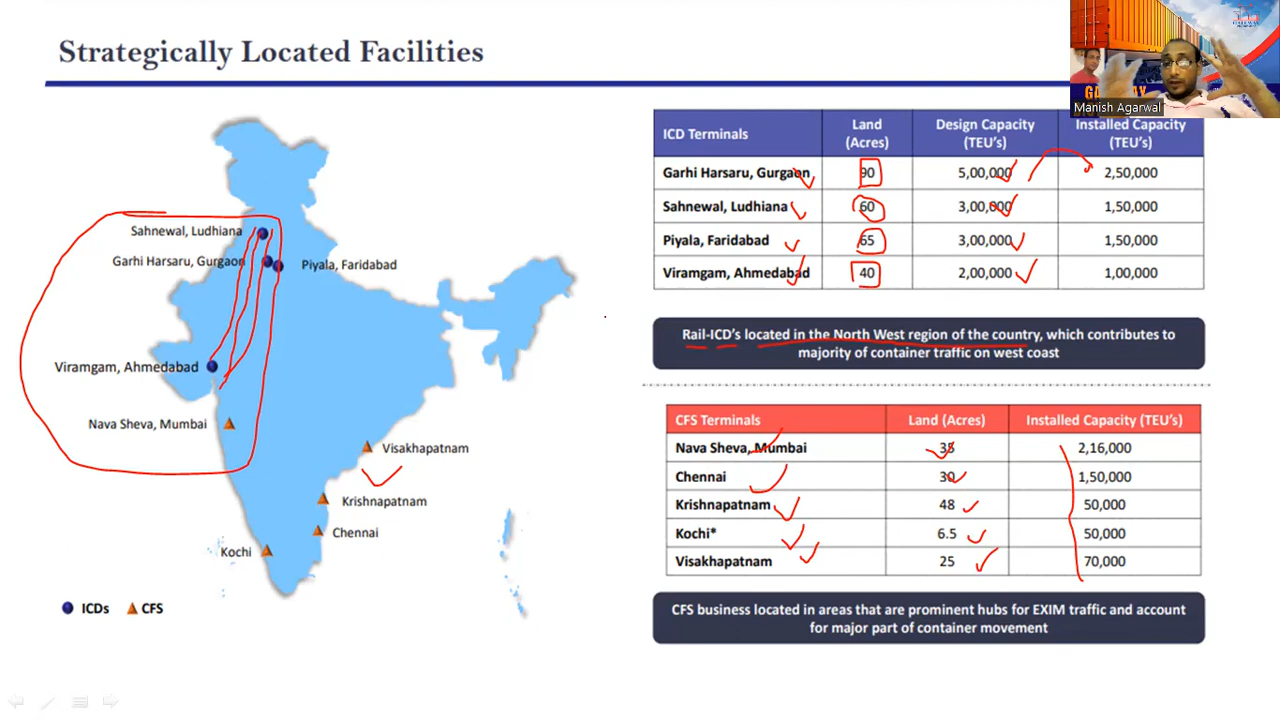 Strategically Located Facilities
Manish Agarwal
Sahnewal, Ludhiana
Garhi Harsaru, Gurgaon
Piyala, Faridabad
Viramgam, Ahmedabad
Nava Sheva, Mumbai
Visakhapatnam
Krishnapatnam
Chennai
Kochi
ICDs CFS
ICD Terminals Land (Acres) Design Capacity (TEU's) Installed Capacity (TEU's)
Garhi Harsaru, Gurgaon 90 5,00,000 2,50,000
Sahnewal, Ludhiana 60 3,00,000 1,50,000
Piyala, Faridabad 65 3,00,000 1,50,000
Viramgam, Ahmedabad 40 2,00,000 1,00,000
Rail-ICD's located in the North West region of the country, which contributes to
majority of container traffic on west coast
CFS Terminals Land (Acres) Installed Capacity (TEU's)
Nava Sheva, Mumbai 35 2,16,000
Chennai 30 1,50,000
Krishnapatnam 48 50,000
Kochi* 6.5 50,000
Visakhapatnam 25 70,000
CFS business located in areas that are prominent hubs for EXIM traffic and account
for major part of container movement